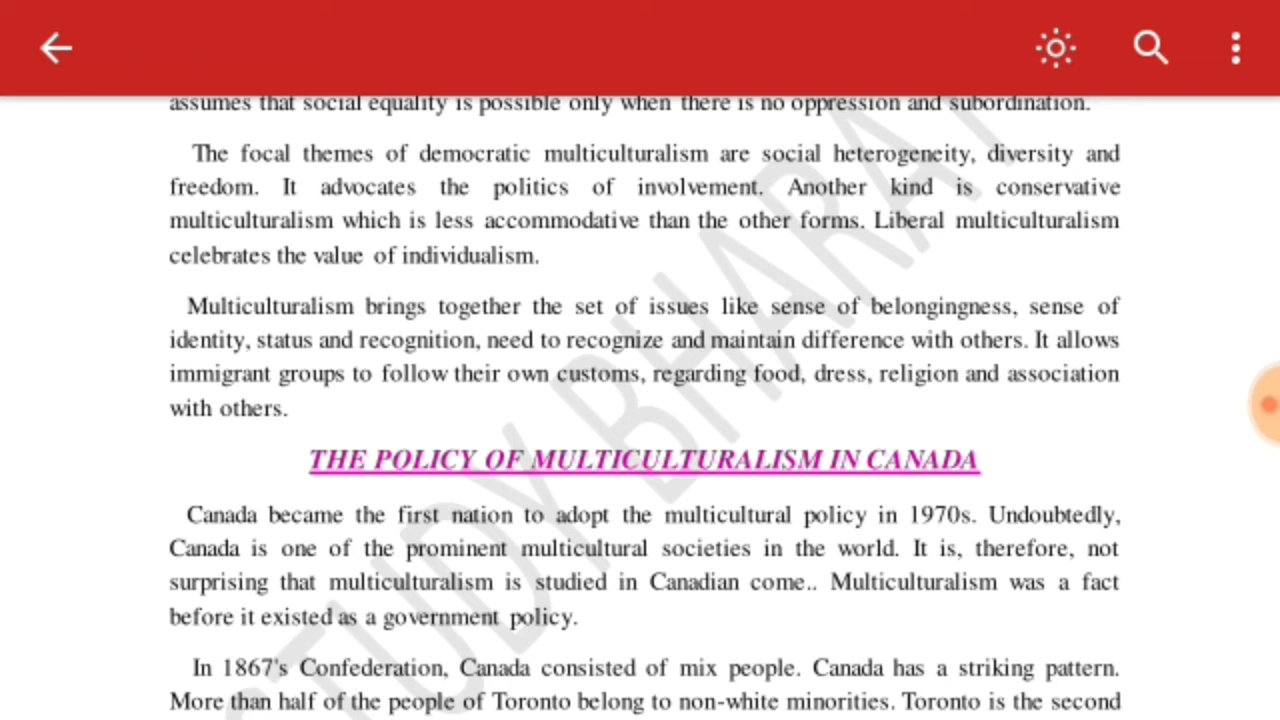 assumes that social equality is possible only when there is no oppression and subordination.
The focal themes of democratic multiculturalism are social heterogeneity, diversity and
freedom. It advocates the politics of involvement. Another kind is conservative
multiculturalism which is less accommodative than the other forms. Liberal multiculturalism
celebrates the value of individualism.
Multiculturalism brings together the set of issues like sense of belongingness, sense of
identity, status and recognition, need to recognize and maintain difference with others. It allows
immigrant groups to follow their own customs, regarding food, dress, religion and association
with others.
THE POLICY OF MULTICULTURALISM IN CANADA
Canada became the first nation to adopt the multicultural policy in 1970s. Undoubtedly,
Canada is one of the prominent multicultural societies in the world. It is, therefore, not
surprising that multiculturalism is studied in Canadian come.. Multiculturalism was a fact
before it existed as a government policy.
In 1867's Confederation, Canada consisted of mix people. Canada has a striking pattern.
More than half of the people of Toronto belong to non-white minorities. Toronto is the second
STUDY BHARAT